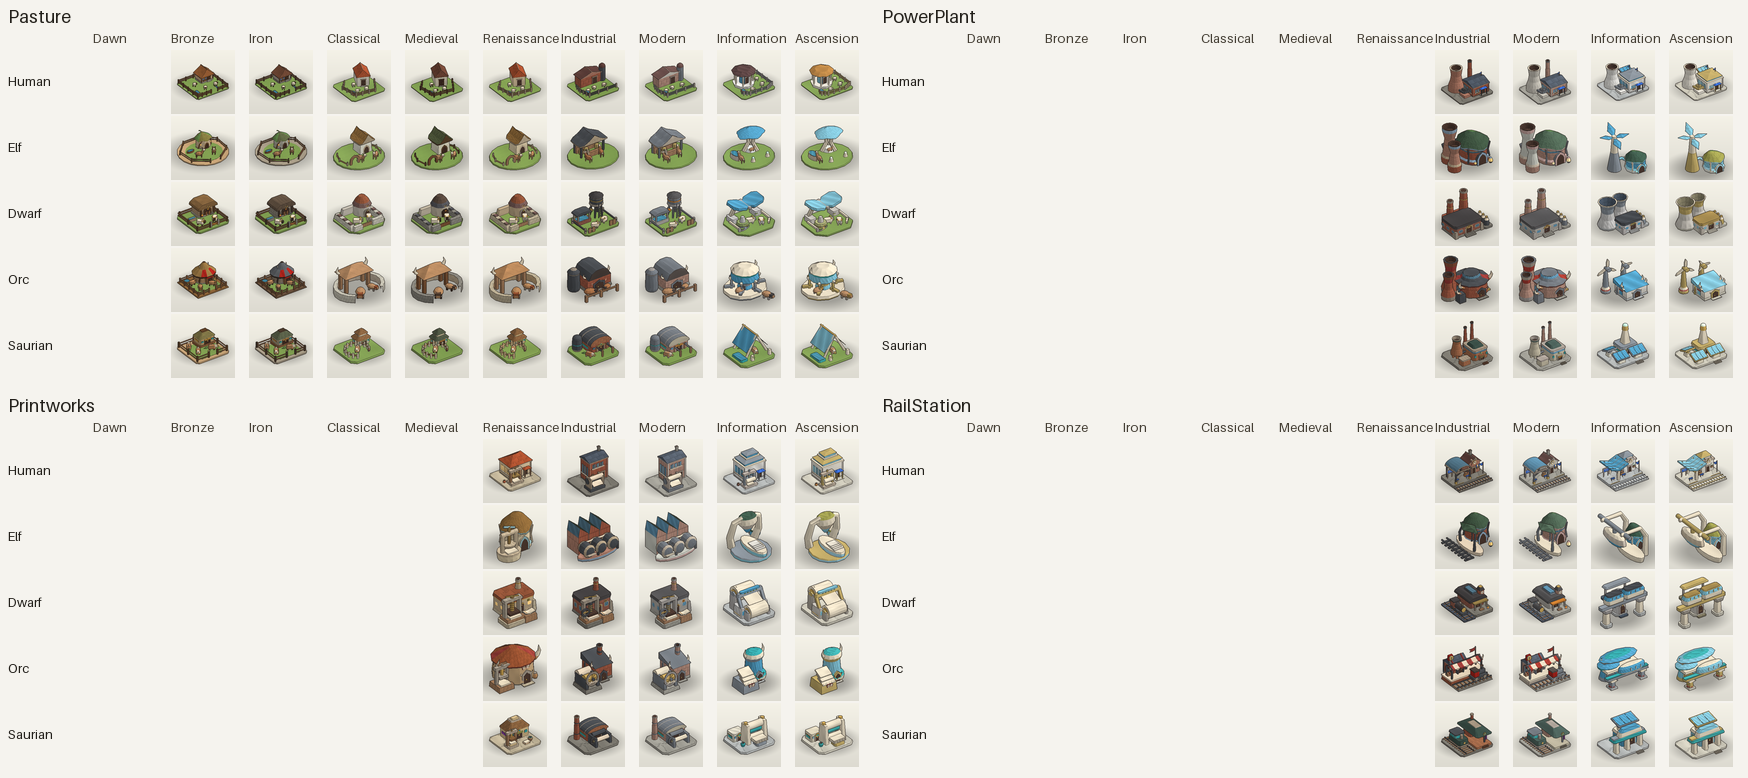 Pasture
Dawn Bronze Iron Classical Medieval Renaissance Industrial Modern Information Ascension
Human
Elf
Dwarf
Orc
Saurian
PowerPlant
Dawn Bronze Iron Classical Medieval Renaissance Industrial Modern Information Ascension
Human
Elf
Dwarf
Orc
Saurian
Printworks
Dawn Bronze Iron Classical Medieval Renaissance Industrial Modern Information Ascension
Human
Elf
Dwarf
Orc
Saurian
RailStation
Dawn Bronze Iron Classical Medieval Renaissance Industrial Modern Information Ascension
Human
Elf
Dwarf
Orc
Saurian